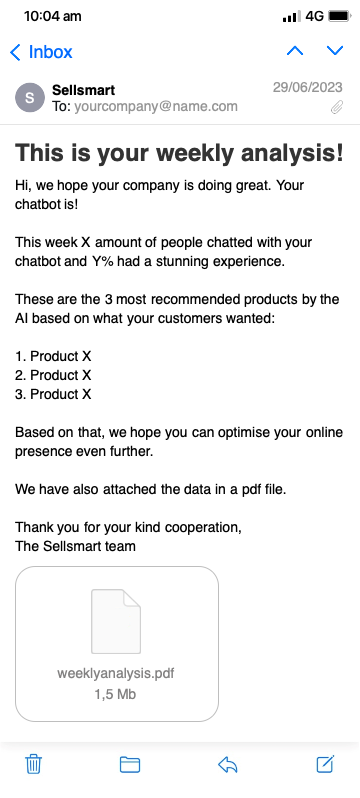 10:04 am
4G
Inbox
S
Sellsmart
29/06/2023
To: yourcompany@name.com
This is your weekly analysis!
Hi, we hope your company is doing great. Your
chatbot is!
This week X amount of people chatted with your
chatbot and Y% had a stunning experience.
These are the 3 most recommended products by the
AI based on what your customers wanted:
1. Product X
2. Product X
3. Product X
Based on that, we hope you can optimise your online
presence even further.
We have also attached the data in a pdf file.
Thank you for your kind cooperation,
The Sellsmart team
weeklyanalysis.pdf
1,5 Mb